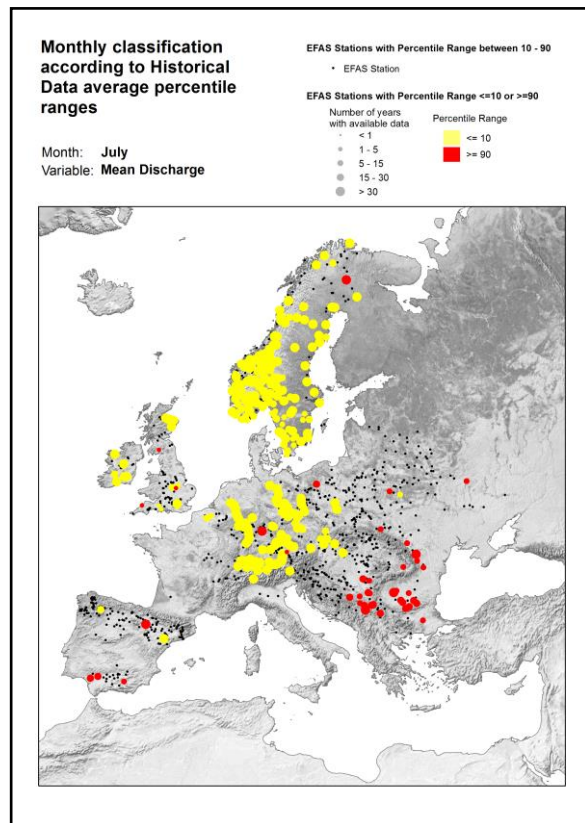 Monthly classification
according to Historical
Data average percentile
ranges
Month: July
Variable: Mean Discharge
EFAS Stations with Percentile Range between 10 - 90
EFAS Station
EFAS Stations with Percentile Range <=10 or >=90
Number of years
with available data
< 1
1 - 5
5 - 15
15 - 30
> 30
Percentile Range
<= 10
>= 90